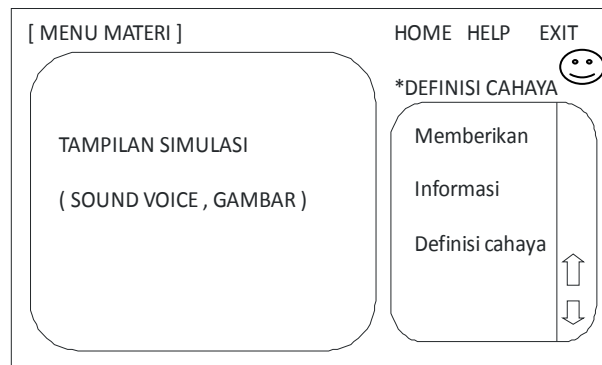 [ MENU MATERI ] HOME HELP EXIT
*DEFINISI CAHAYA
TAMPILAN SIMULASI
( SOUND VOICE , GAMBAR )
Memberikan
Informasi
Definisi cahaya